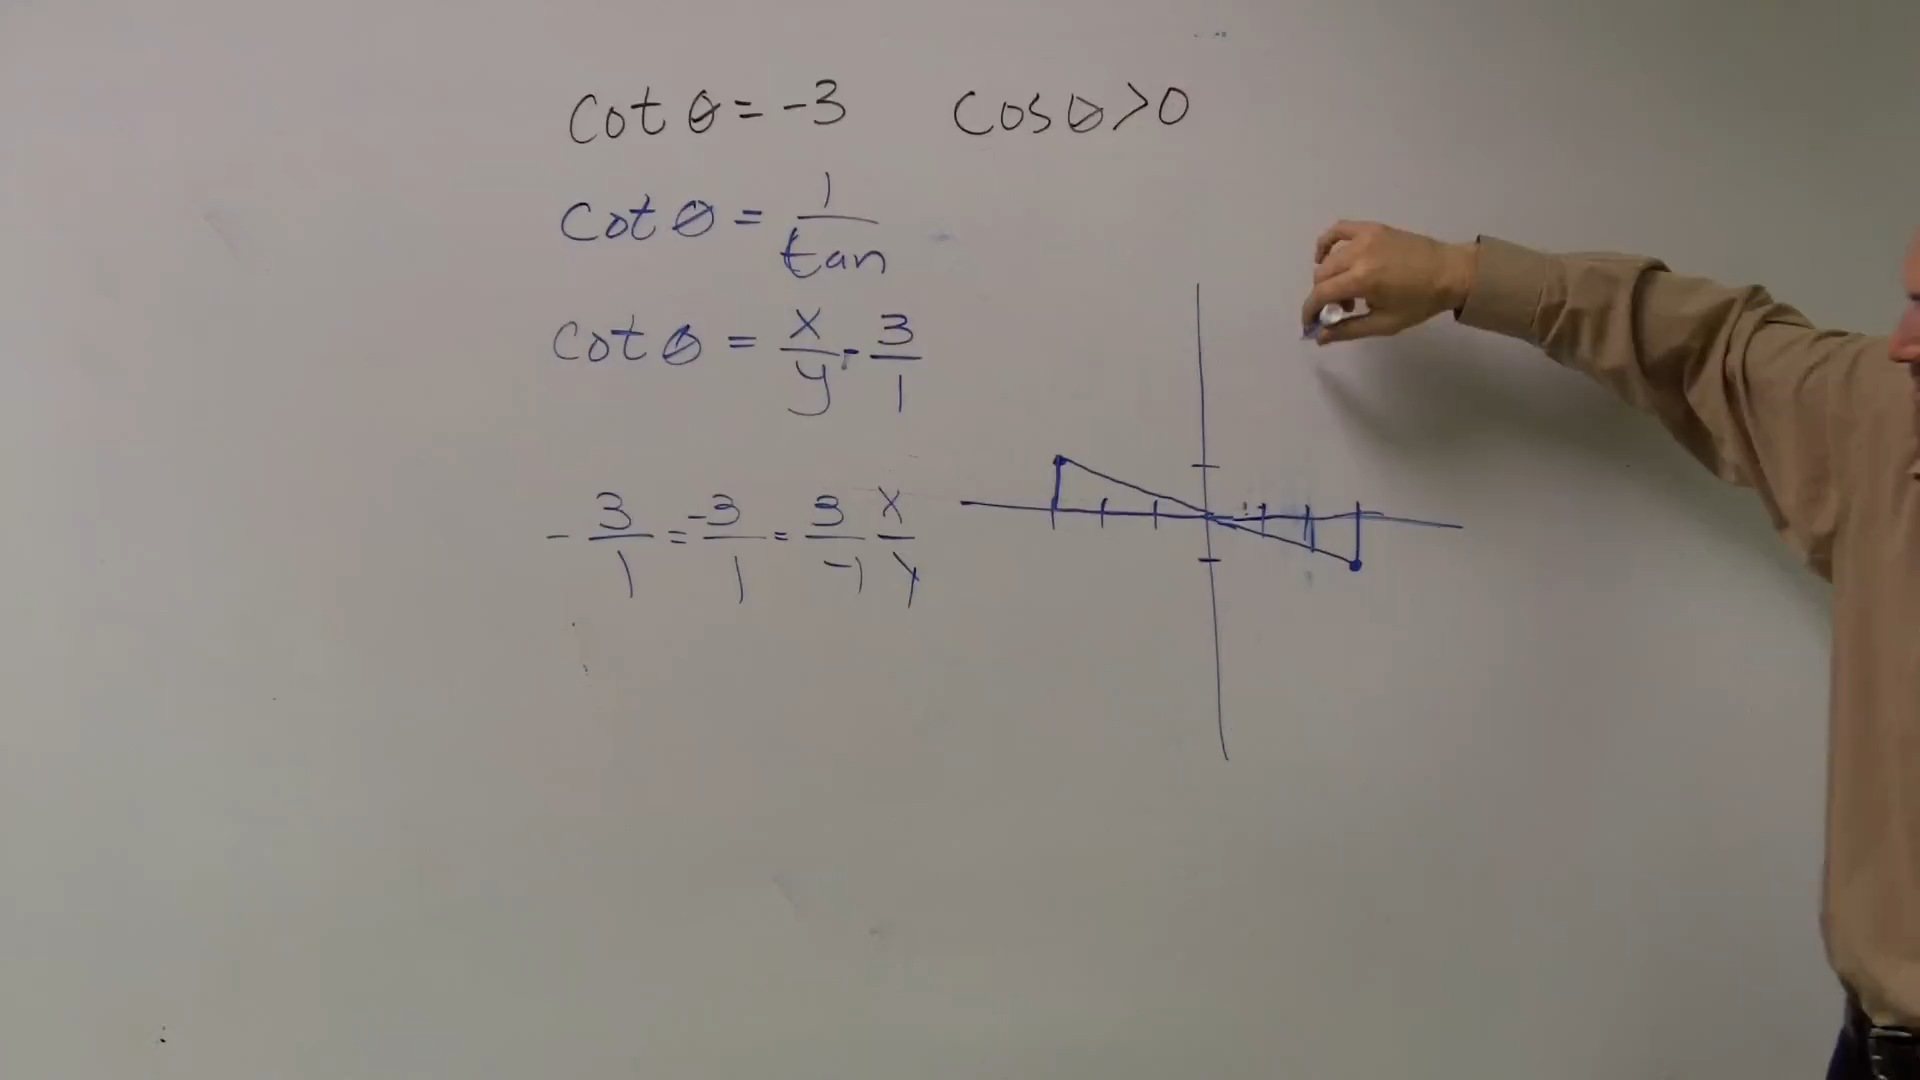 cot θ = -3   cos θ > 0
cot θ = 1/tan
cot θ = x/y - 3/1
- 3/1 = -3/1 = 3/-1 x/y